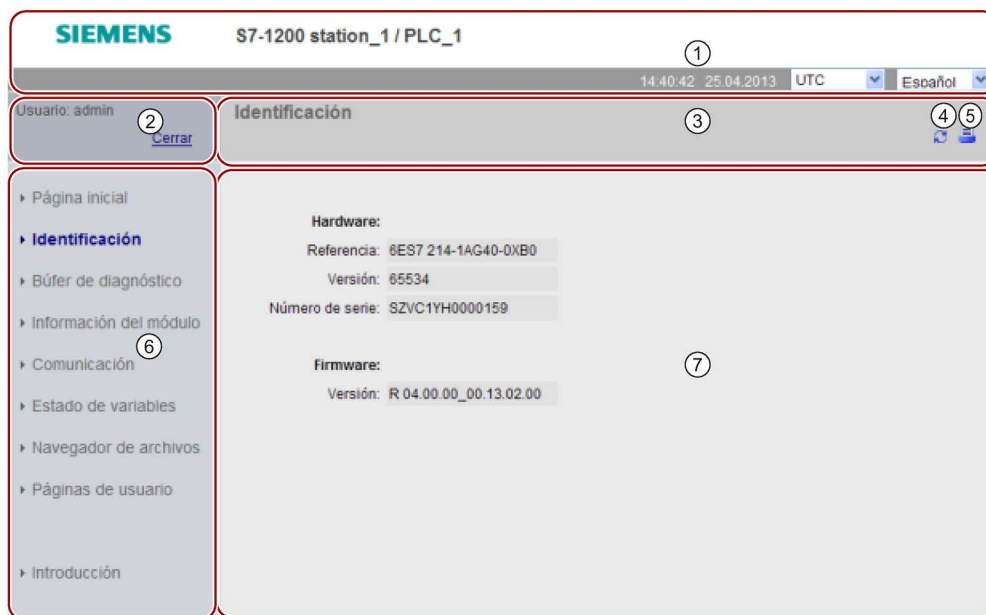 SIEMENS
S7-1200 station_1 / PLC_1
①
14:40:42 25.04.2013 UTC Español
Usuario: admin
②
Cerrar
Identificación
③
④ ⑤
Página inicial
Identificación
Búfer de diagnóstico
Información del módulo
⑥
Comunicación
Estado de variables
Navegador de archivos
Páginas de usuario
Introducción
Hardware:
Referencia: 6ES7 214-1AG40-0XB0
Versión: 65534
Número de serie: SZVC1YH0000159
Firmware:
⑦
Versión: R 04.00.00_00.13.02.00